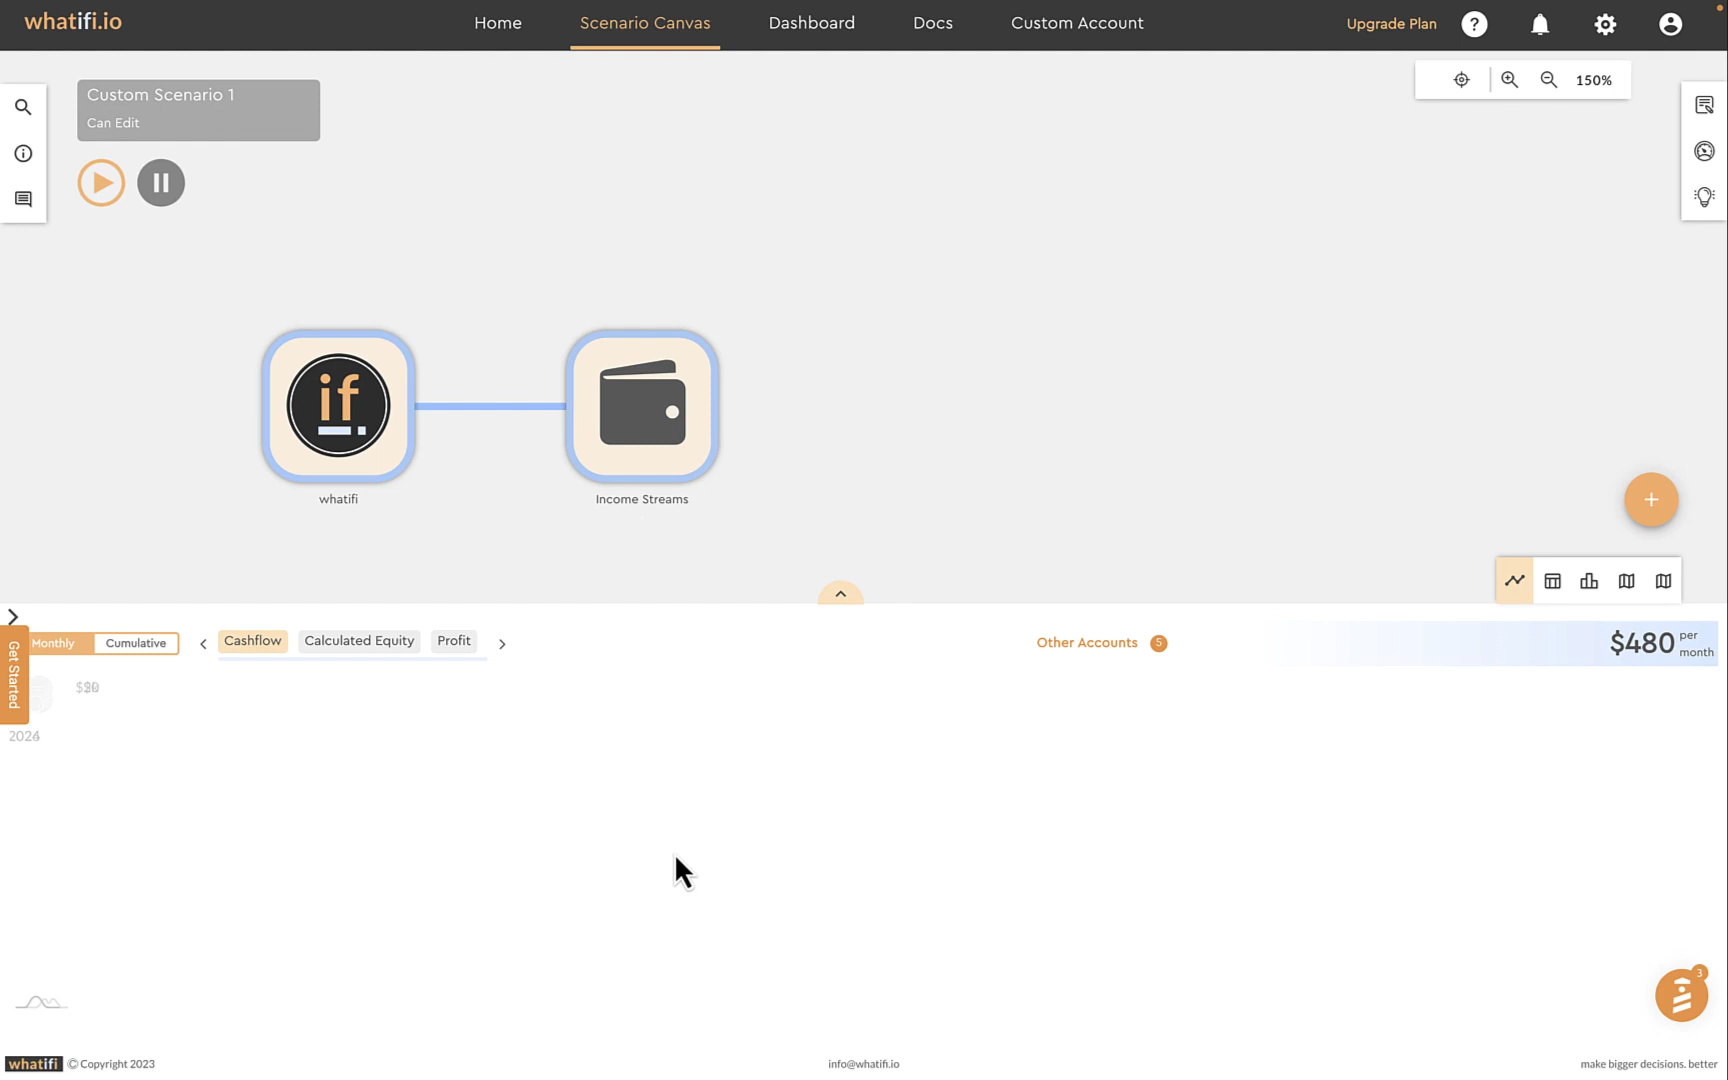 whatifi.io
Home
Scenario Canvas
Dashboard
Docs
Custom Account
Upgrade Plan
?
Custom Scenario 1
Can Edit
150%
if
whatifi
Income Streams
+
Get Started
Monthly
Cumulative
Cashflow
Calculated Equity
Profit
Other Accounts 5
$480 per
month
3
whatifi © Copyright 2023
info@whatifi.io
make bigger decisions, better